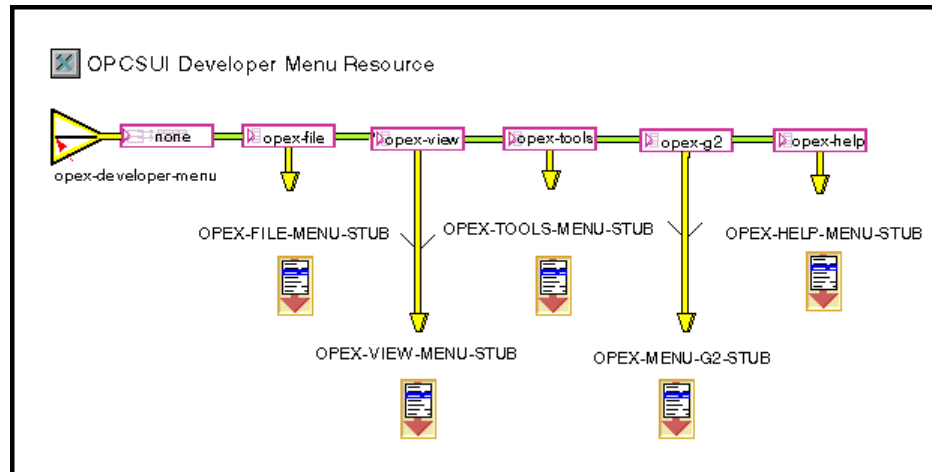 OPCSUI Developer Menu Resource
none
opex-file
opex-view
opex-tools
opex-g2
opex-help
opex-developer-menu
OPEX-FILE-MENU-STUB
OPEX-TOOLS-MENU-STUB
OPEX-HELP-MENU-STUB
OPEX-VIEW-MENU-STUB
OPEX-MENU-G2-STUB